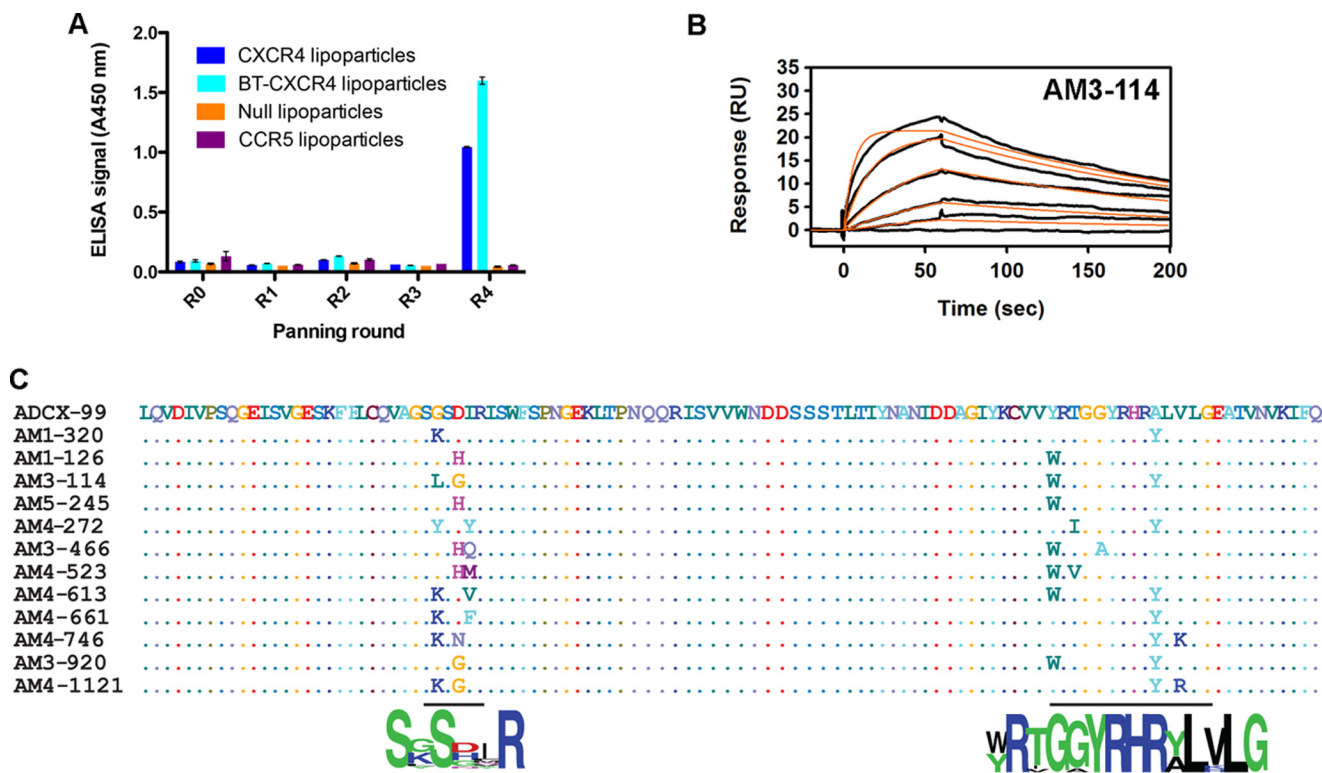 A
2.0
1.5
1.0
0.5
0.0
ELISA signal (A450 nm)
CXCR4 lipoparticles
BT-CXCR4 lipoparticles
Null lipoparticles
CCR5 lipoparticles
R0 R1 R2 R3 R4
Panning round
B
AM3-114
35
30
25
20
15
10
5
0
Response (RU)
0 50 100 150 200
Time (sec)
C
ADCX-99 LQVDIVPSQGEISVGESKFFLCQVAGSGSDIRISWFSPNGEKLTPNQQRISVVWNDDSSSTLTIYNANIDDAGIYKCVVYRTGGYRHRALVLGEATVNVKIFQ
AM1-320 K Y
AM1-126 H W
AM3-114 L G W Y
AM5-245 H W
AM4-272 Y Y I Y
AM3-466 HQ W A
AM4-523 HM W V
AM4-613 K V W Y
AM4-661 K F Y
AM4-746 K N Y K
AM3-920 G W Y
AM4-1121 K G Y R